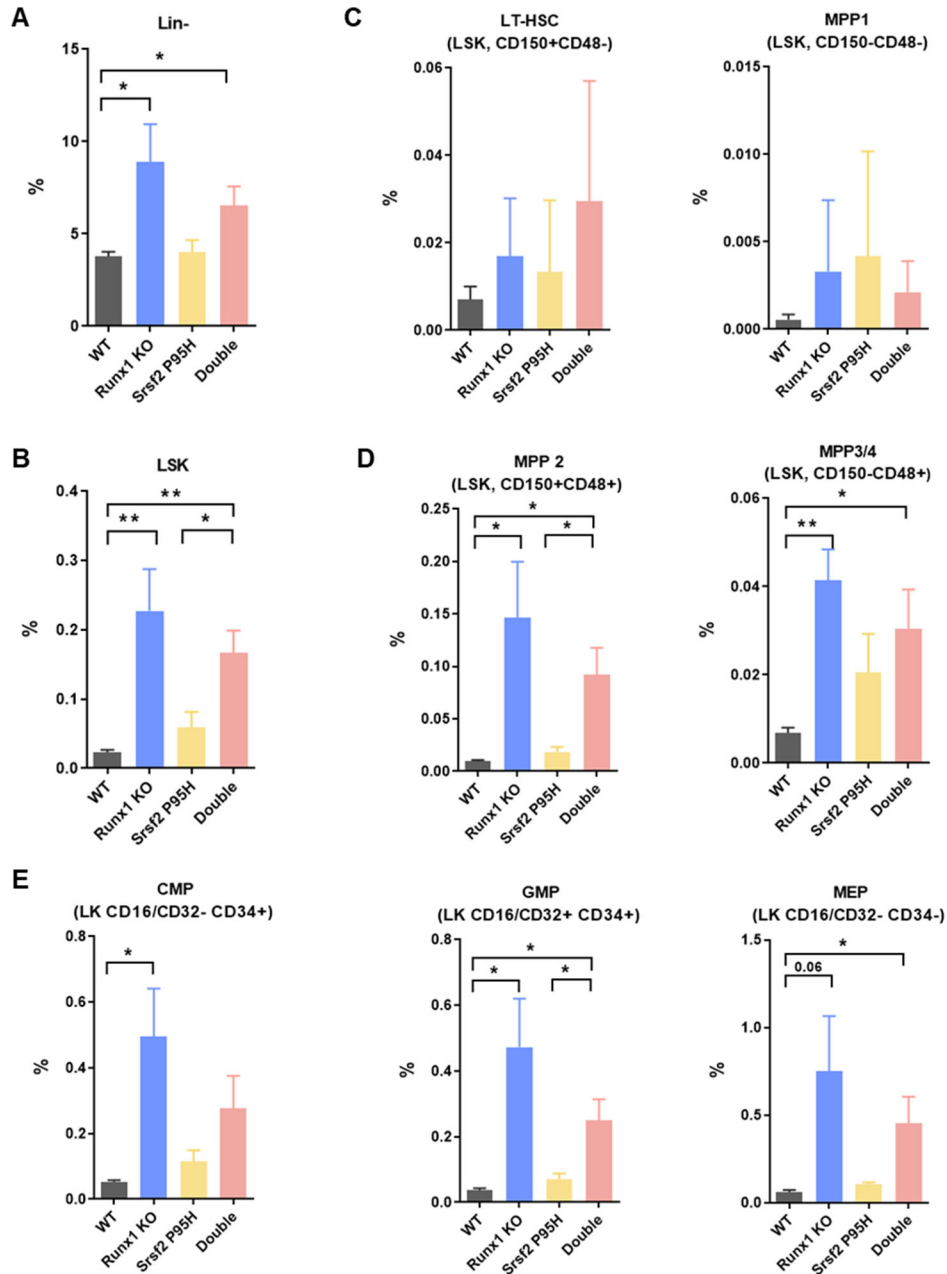 A
Lin-
15
10
5
0
%
*
*
WT
Runx1 KO
Srsf2 P95H
Double
C
LT-HSC
(LSK, CD150+CD48-)
0.06
0.04
0.02
0.00
%
WT
Runx1 KO
Srsf2 P95H
Double
MPP1
(LSK, CD150-CD48-)
0.015
0.010
0.005
0.000
%
WT
Runx1 KO
Srsf2 P95H
Double
B
LSK
0.4
0.3
0.2
0.1
0.0
%
**
**
*
WT
Runx1 KO
Srsf2 P95H
Double
D
MPP 2
(LSK, CD150+CD48+)
0.25
0.20
0.15
0.10
0.05
0.00
%
*
*
*
WT
Runx1 KO
Srsf2 P95H
Double
MPP3/4
(LSK, CD150-CD48+)
0.06
0.04
0.02
0.00
%
*
**
WT
Runx1 KO
Srsf2 P95H
Double
E
CMP
(LK CD16/CD32- CD34+)
0.8
0.6
0.4
0.2
0.0
%
*
WT
Runx1 KO
Srsf2 P95H
Double
GMP
(LK CD16/CD32+ CD34+)
0.8
0.6
0.4
0.2
0.0
%
*
*
*
WT
Runx1 KO
Srsf2 P95H
Double
MEP
(LK CD16/CD32- CD34-)
1.5
1.0
0.5
0.0
%
*
0.06
WT
Runx1 KO
Srsf2 P95H
Double